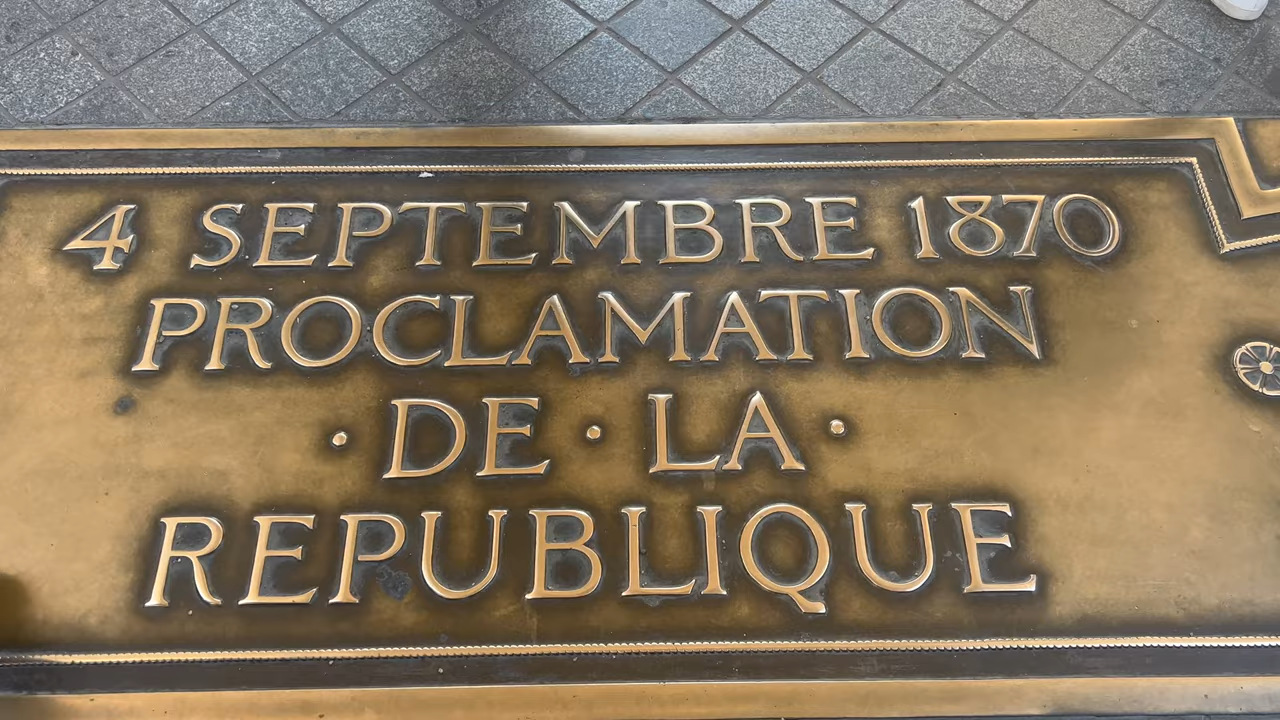 4 SEPTEMBRE 1870
PROCLAMATION
· DE · LA ·
REPUBLIQUE